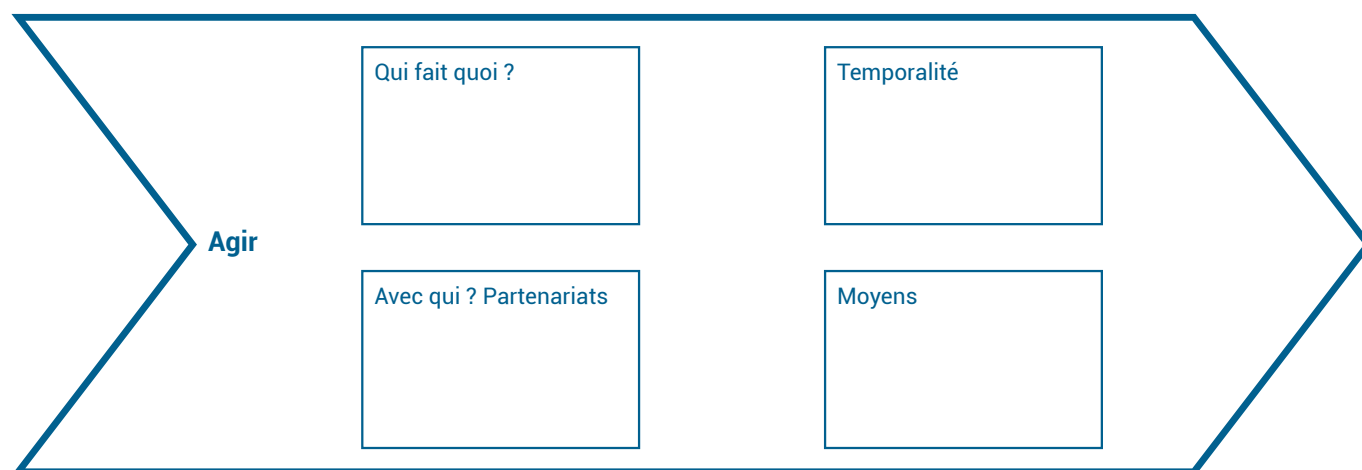 Qui fait quoi ?
Temporalité
Agir
Avec qui ? Partenariats
Moyens